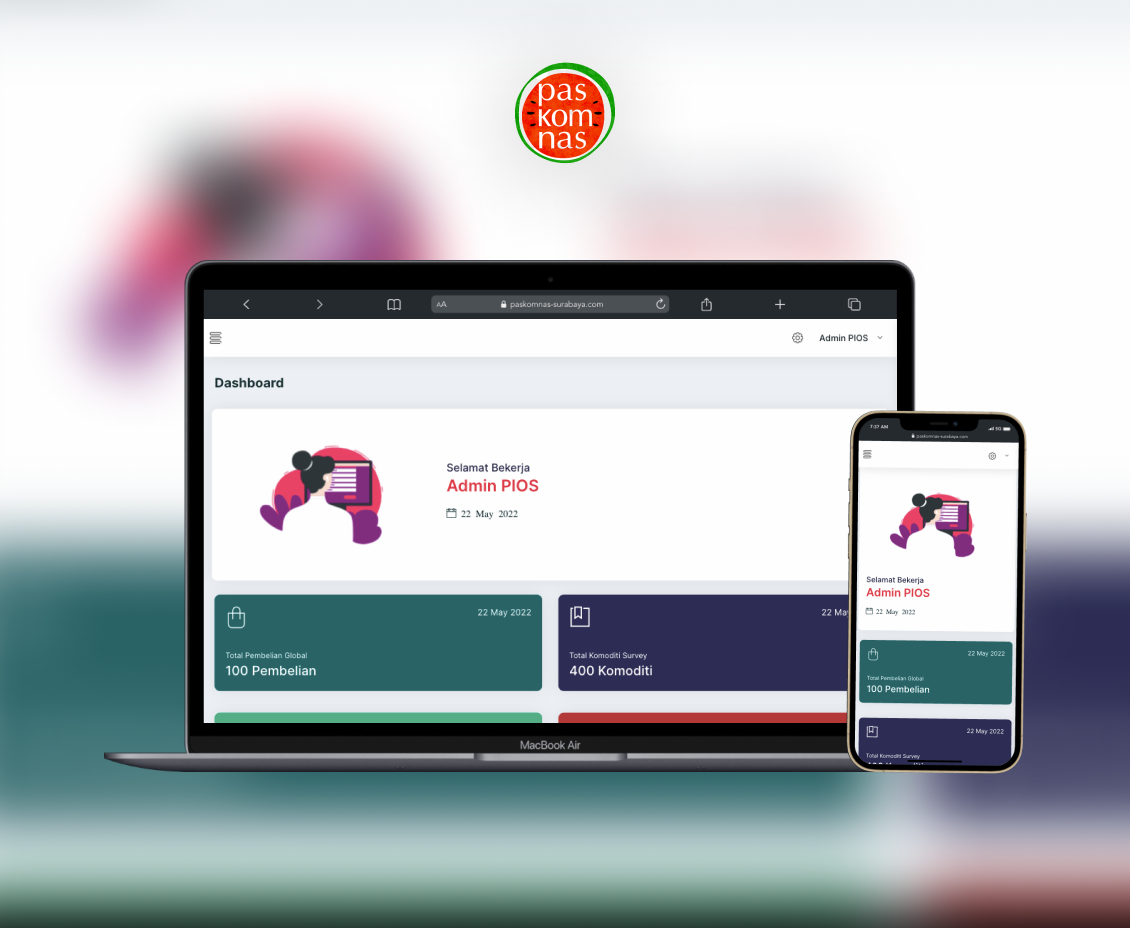 pas
kom
nas
AA
paskomnas-surabaya.com
Admin PIOS
Dashboard
Selamat Bekerja
Admin PIOS
22 May 2022
22 May 2022
Total Pembelian Global
100 Pembelian
22 May
Total Komoditi Survey
400 Komoditi
MacBook Air
7:37 AM
5G
paskomnas-surabaya.com
Selamat Bekerja
Admin PIOS
22 May 2022
22 May 2022
Total Pembelian Global
100 Pembelian
22 May 2022
Total Komoditi Survey